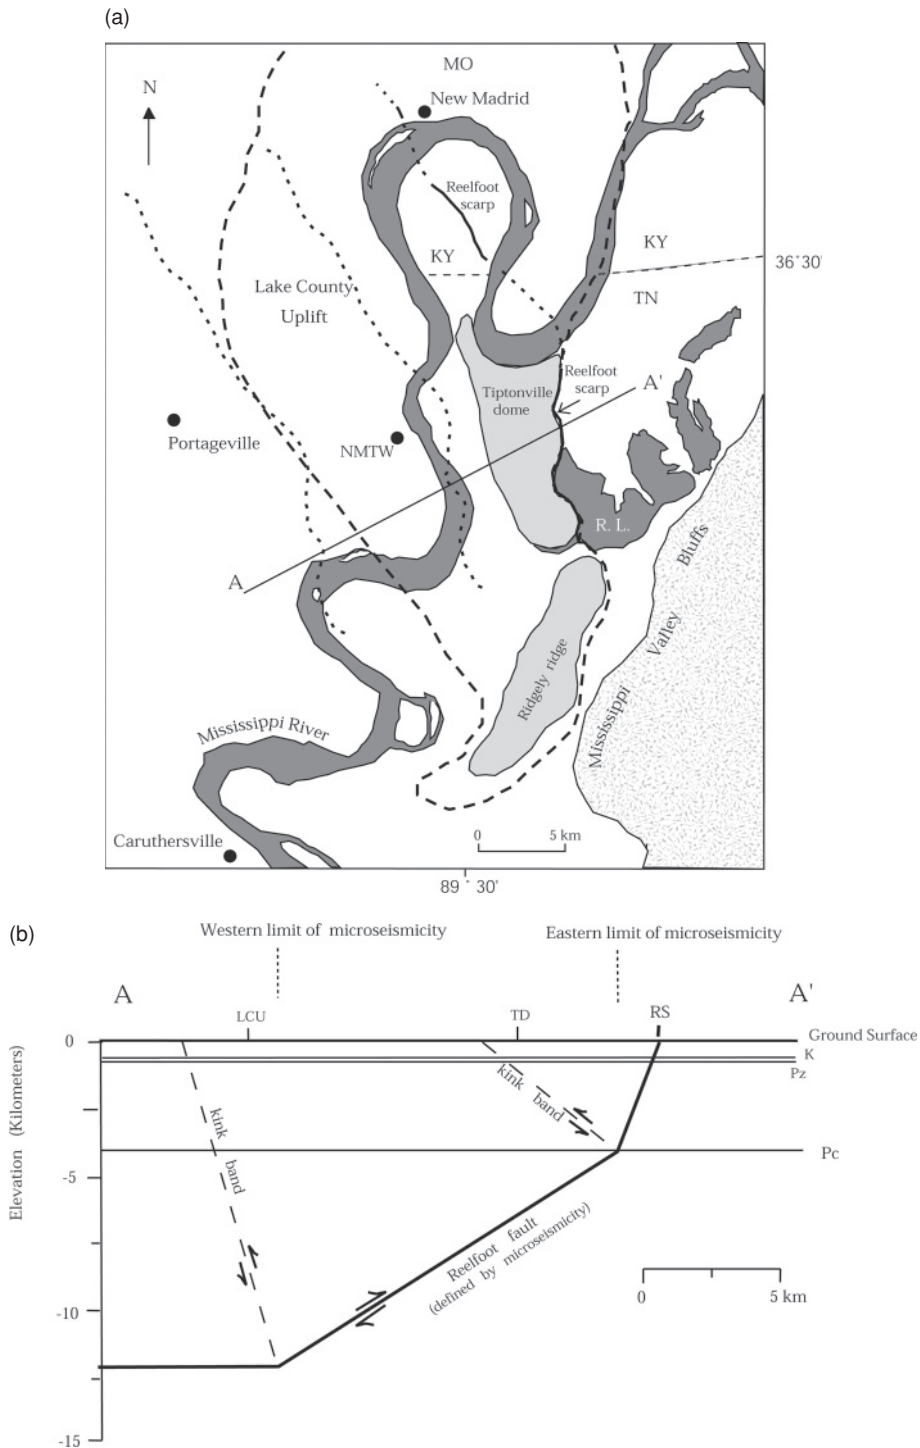 (a)
MO
N
New Madrid
Reelfoot
scarp
KY
KY
36°30'
Lake County
Uplift
TN
Reelfoot
scarp
A'
Tiptonville
dome
Portageville
NMTW
R. L.
A
Mississippi Valley Bluffs
Ridgely ridge
Mississippi River
0 5 km
Caruthersville
89° 30'
(b)
Western limit of microseismicity
Eastern limit of microseismicity
A
A'
LCU
TD
RS
Ground Surface
0
K
Pz
kink band
kink band
Pc
Elevation (Kilometers)
-5
Reelfoot fault
(defined by microseismicity)
0 5 km
-10
-15